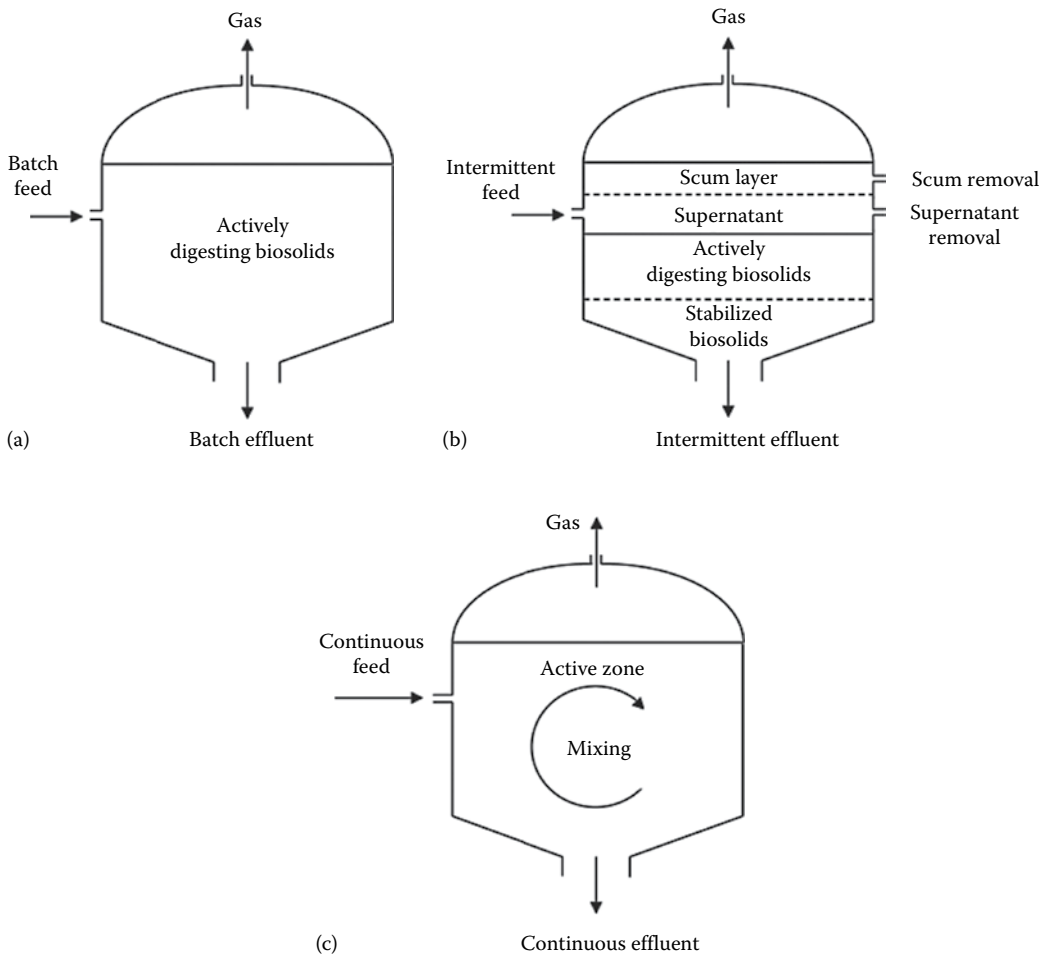 Gas
Batch
feed
Actively
digesting biosolids
(a)
Batch effluent
Gas
Intermittent
feed
Scum layer
Scum removal
Supernatant
Supernatant
removal
Actively
digesting biosolids
Stabilized
biosolids
(b)
Intermittent effluent
Gas
Continuous
feed
Active zone
Mixing
(c)
Continuous effluent